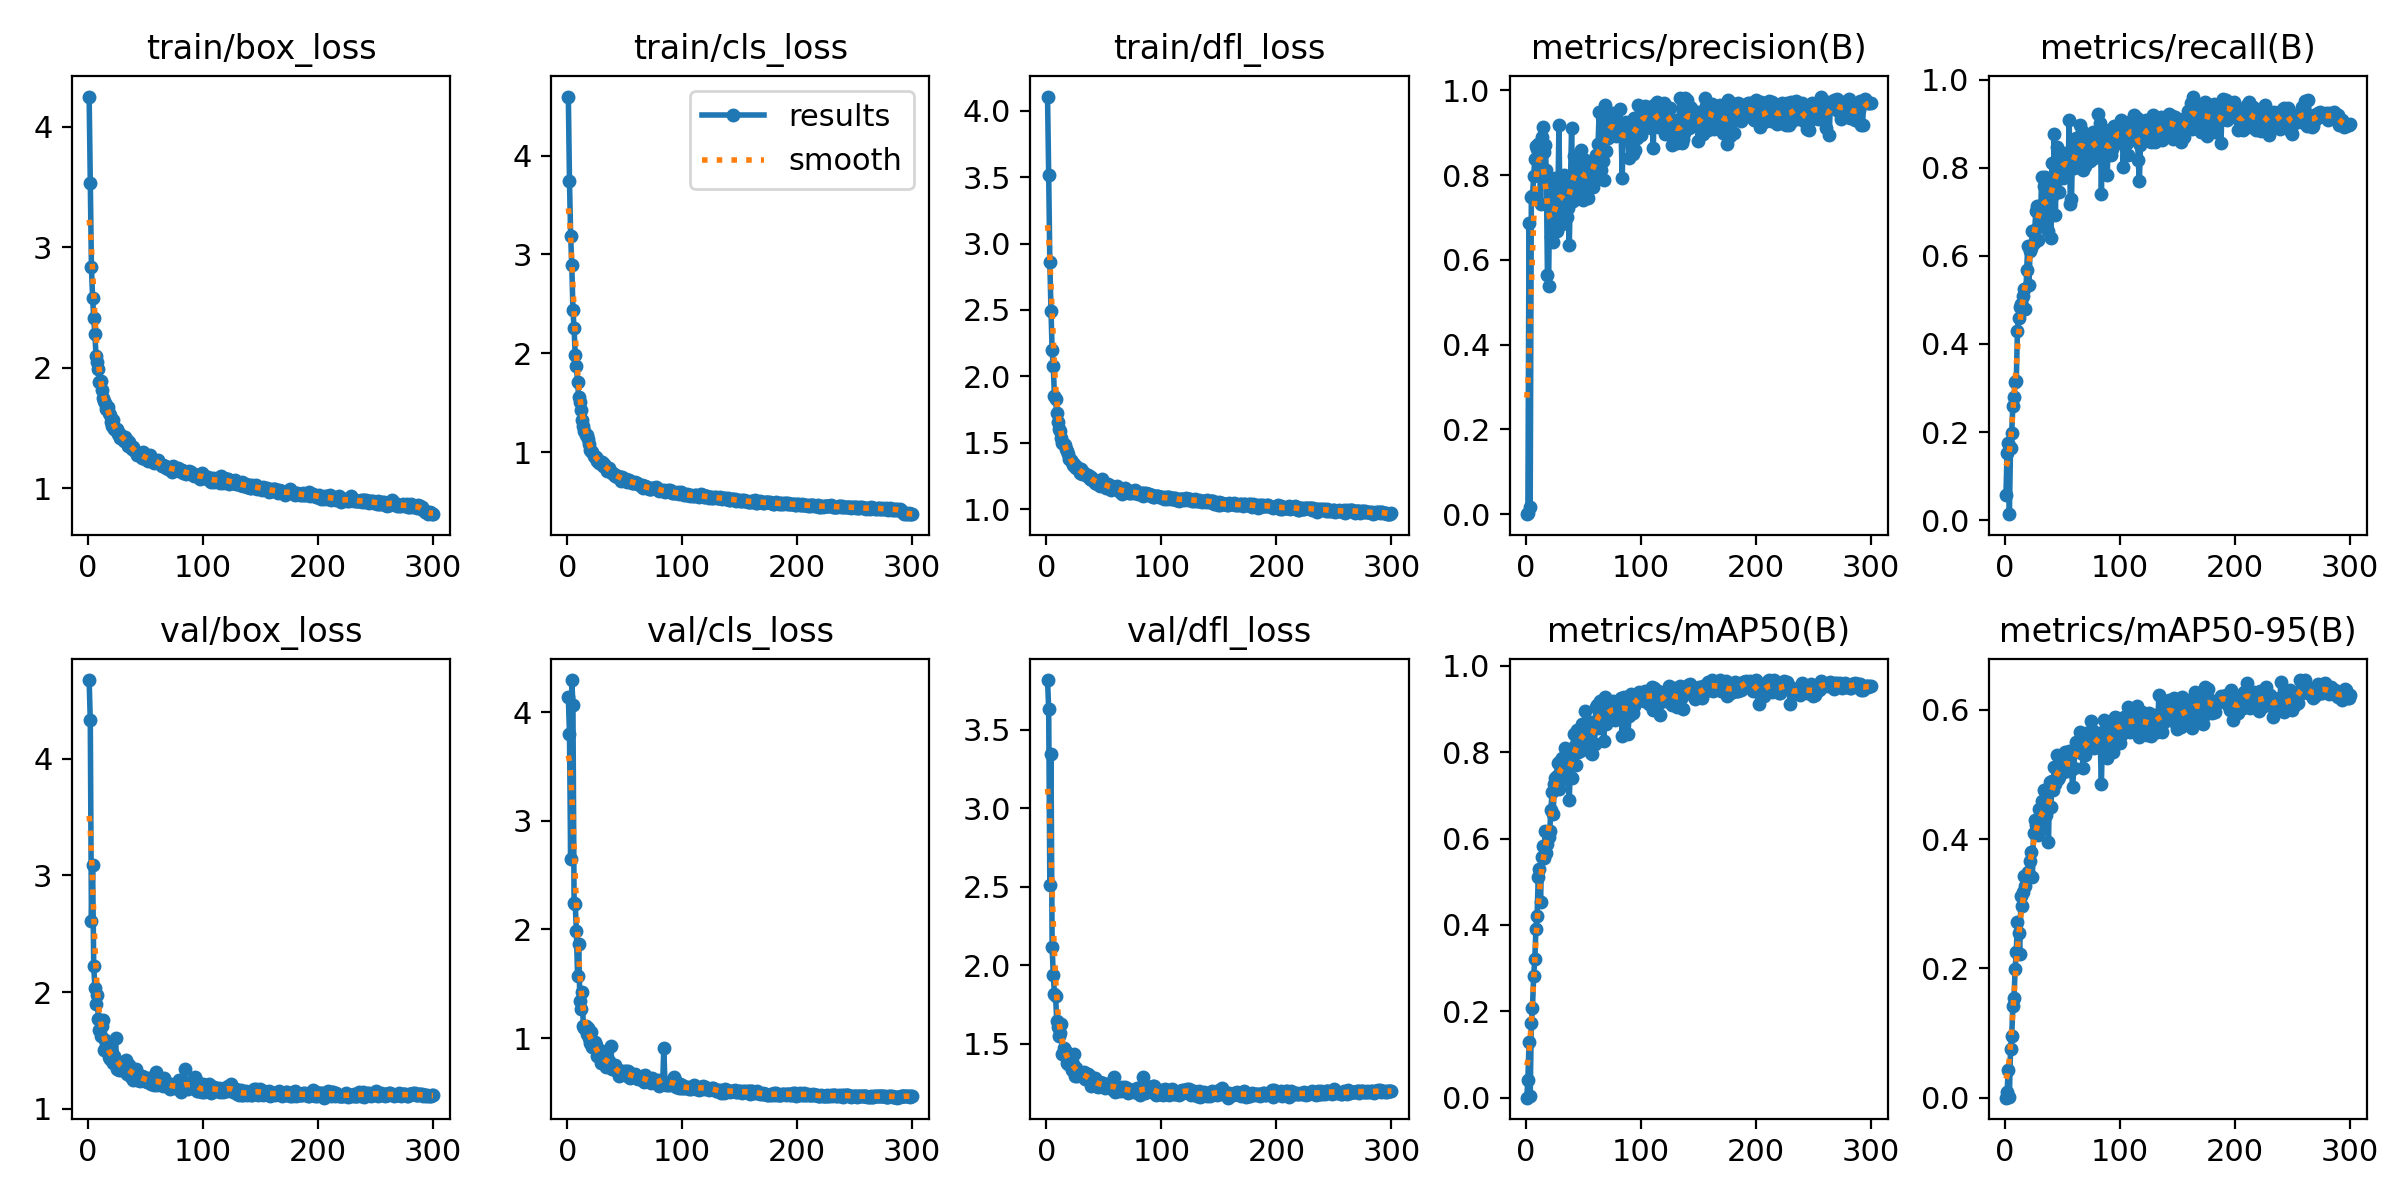 train/box_loss
4
3
2
1
0 100 200 300
train/cls_loss
results
smooth
4
3
2
1
0 100 200 300
train/dfl_loss
4.0
3.5
3.0
2.5
2.0
1.5
1.0
0 100 200 300
metrics/precision(B)
1.0
0.8
0.6
0.4
0.2
0.0
0 100 200 300
metrics/recall(B)
1.0
0.8
0.6
0.4
0.2
0.0
0 100 200 300
val/box_loss
4
3
2
1
0 100 200 300
val/cls_loss
4
3
2
1
0 100 200 300
val/dfl_loss
3.5
3.0
2.5
2.0
1.5
0 100 200 300
metrics/mAP50(B)
1.0
0.8
0.6
0.4
0.2
0.0
0 100 200 300
metrics/mAP50-95(B)
0.6
0.4
0.2
0.0
0 100 200 300